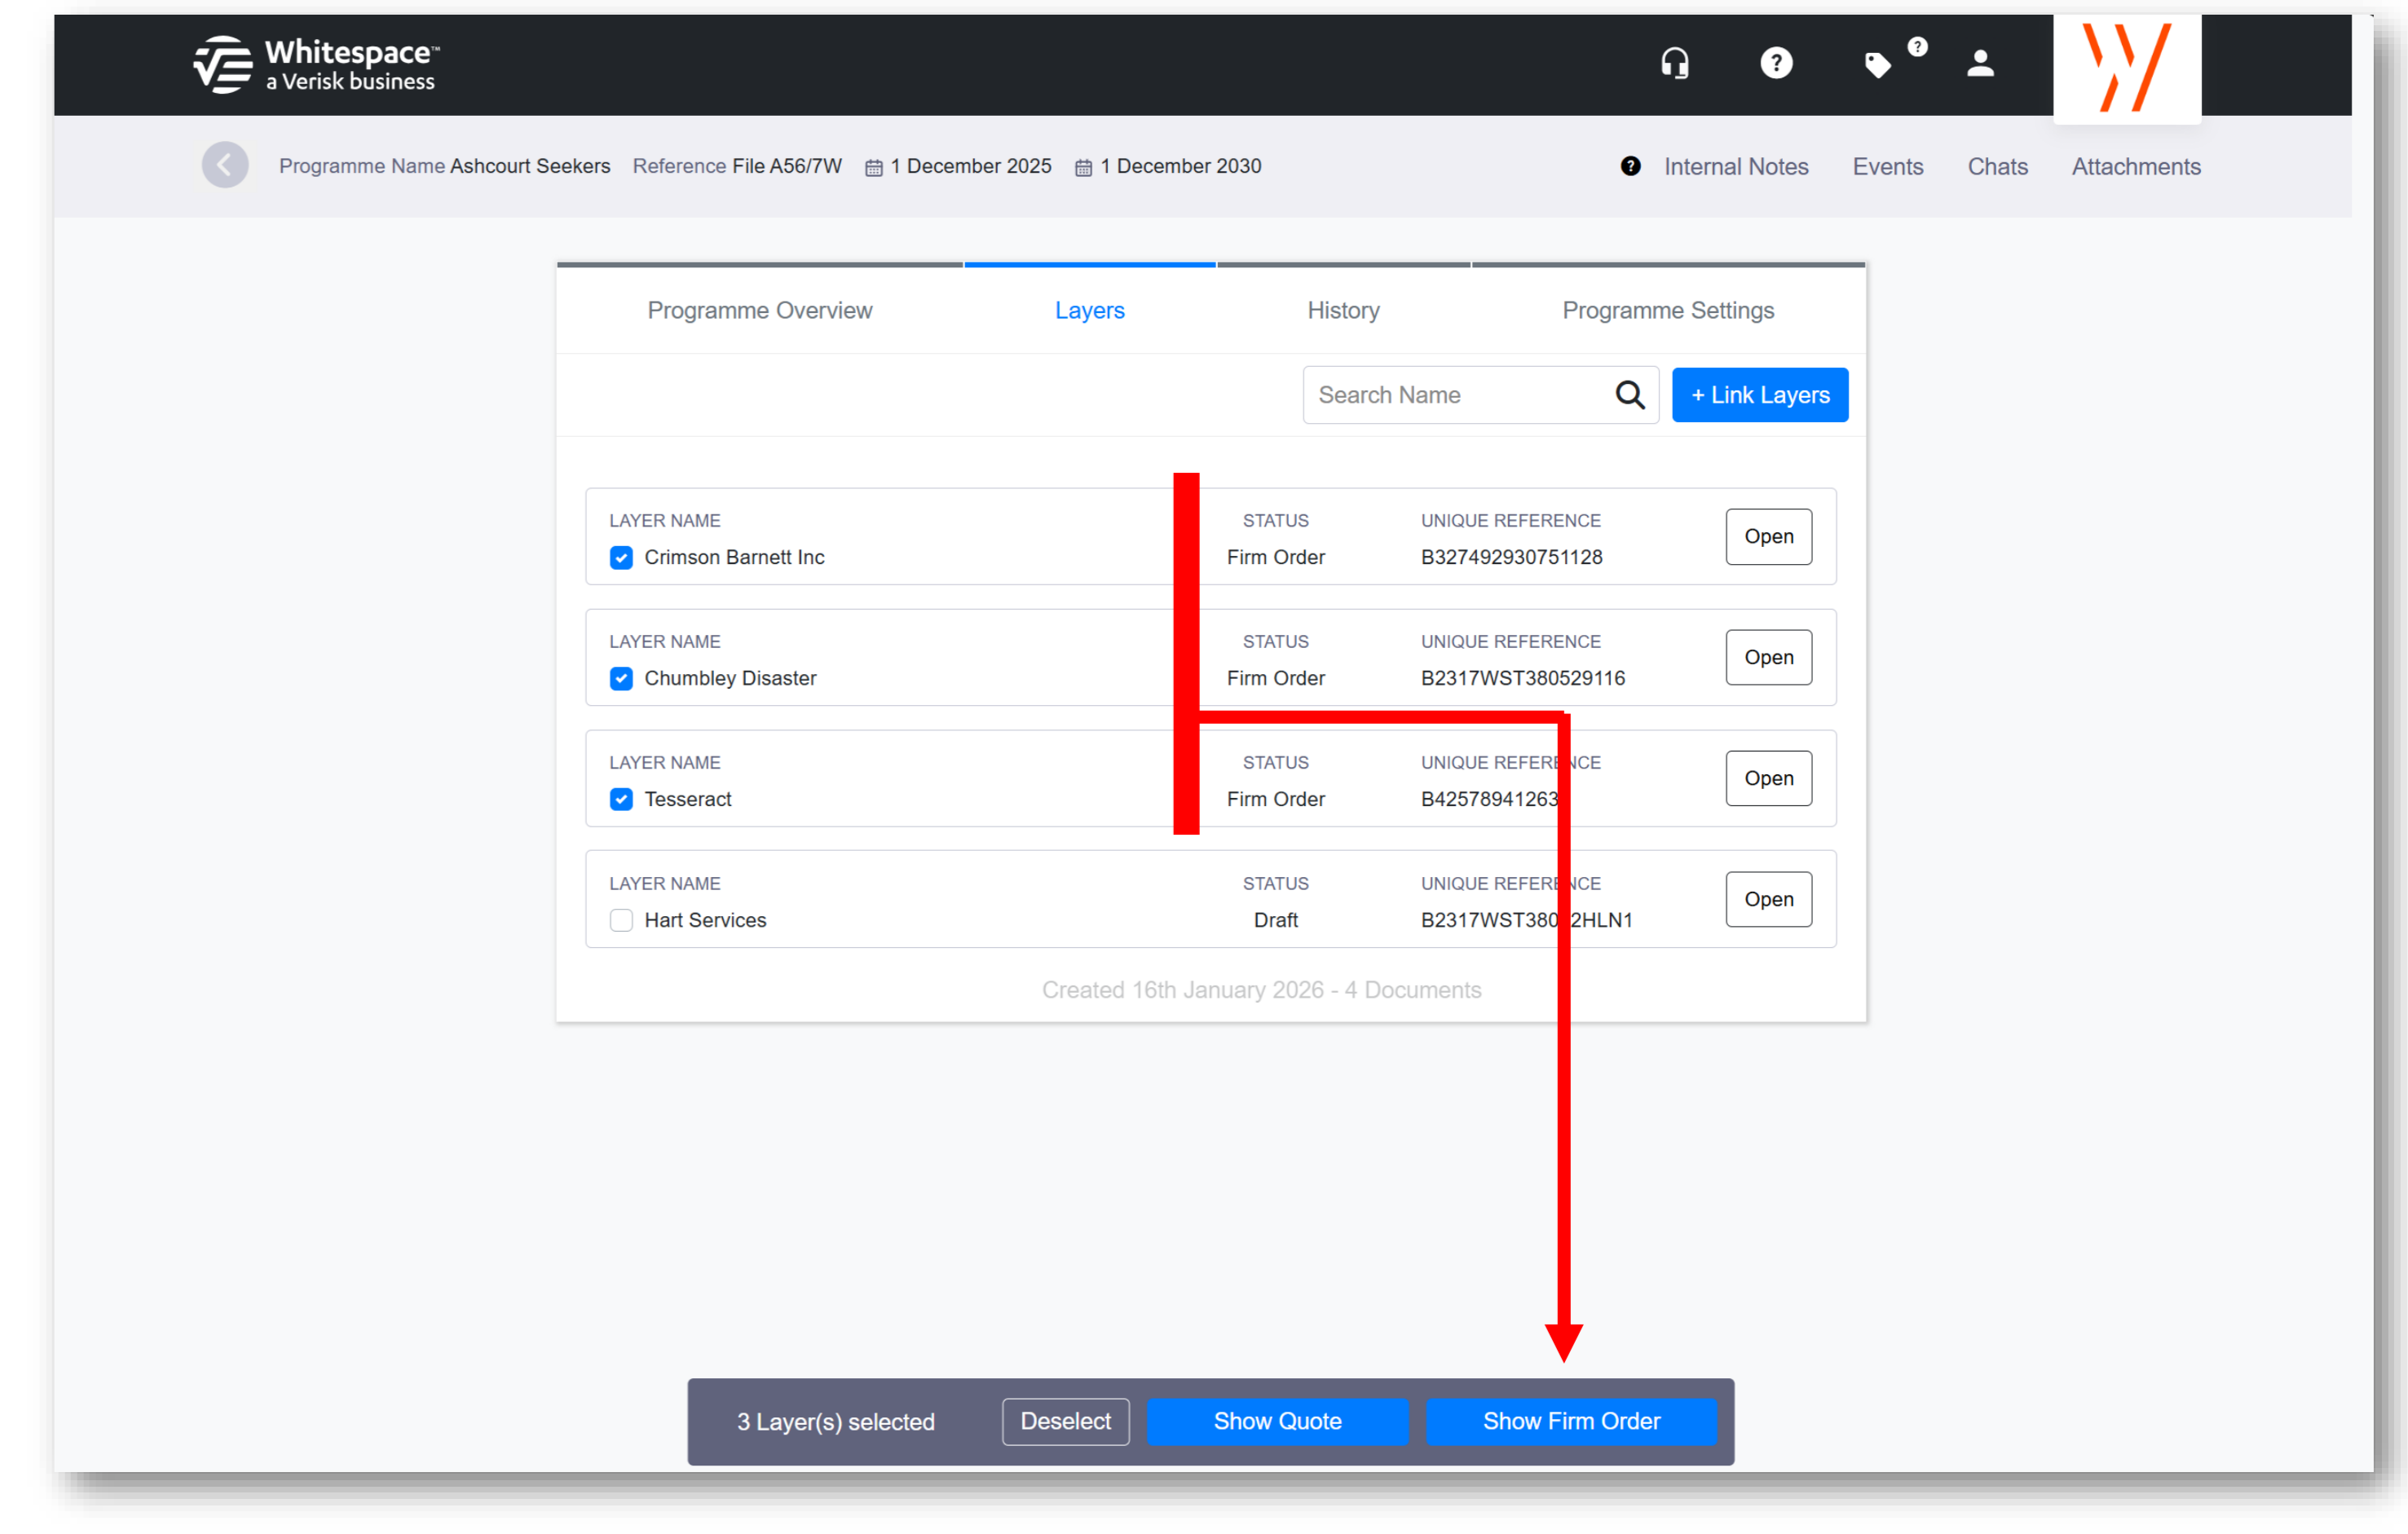 Whitespace™
a Verisk business
Programme Name Ashcourt Seekers Reference File A56/7W 1 December 2025 1 December 2030 Internal Notes Events Chats Attachments
Programme Overview Layers History Programme Settings
Search Name + Link Layers
LAYER NAME STATUS UNIQUE REFERENCE
Crimson Barnett Inc Firm Order B327492930751128 Open
LAYER NAME STATUS UNIQUE REFERENCE
Chumbley Disaster Firm Order B2317WST380529116 Open
LAYER NAME STATUS UNIQUE REFERENCE
Tesseract Firm Order B42578941263 Open
LAYER NAME STATUS UNIQUE REFERENCE
Hart Services Draft Open
Created 16th January 2026 - 4 Documents
3 Layer(s) selected Deselect Show Quote Show Firm Order